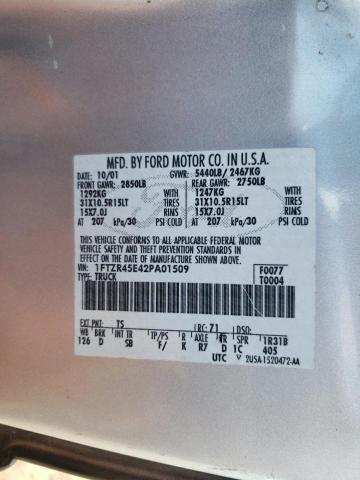 MFD. BY FORD MOTOR CO. IN U.S.A.
DATE: 10/01 GVWR: 5440LB/ 2467KG
FRONT GAWR: 2850LB REAR GAWR: 2750LB
1292KG 1247KG
31X10.5R15LT TIRES 31X10.5R15LT TIRES
15X7.0J RIMS 15X7.0J RIMS
AT 207 kPa/30 PSI COLD AT 207 kPa/30 PSI COLD
THIS VEHICLE CONFORMS TO ALL APPLICABLE FEDERAL MOTOR
VEHICLE SAFETY AND THEFT PREVENTION STANDARDS IN
EFFECT ON THE DATE OF MANUFACTURE SHOWN ABOVE.
VIN: 1FTZR45E42PA01509 F0077
TYPE: TRUCK T0004
EXT PNT: TS RC: 71 DSO:
WB BRK INT TR TP/PS R AXLE TR SPR 1R31B
126 D SB F/ K R7 D 1C 405
UTC 2USA-1520472-AA